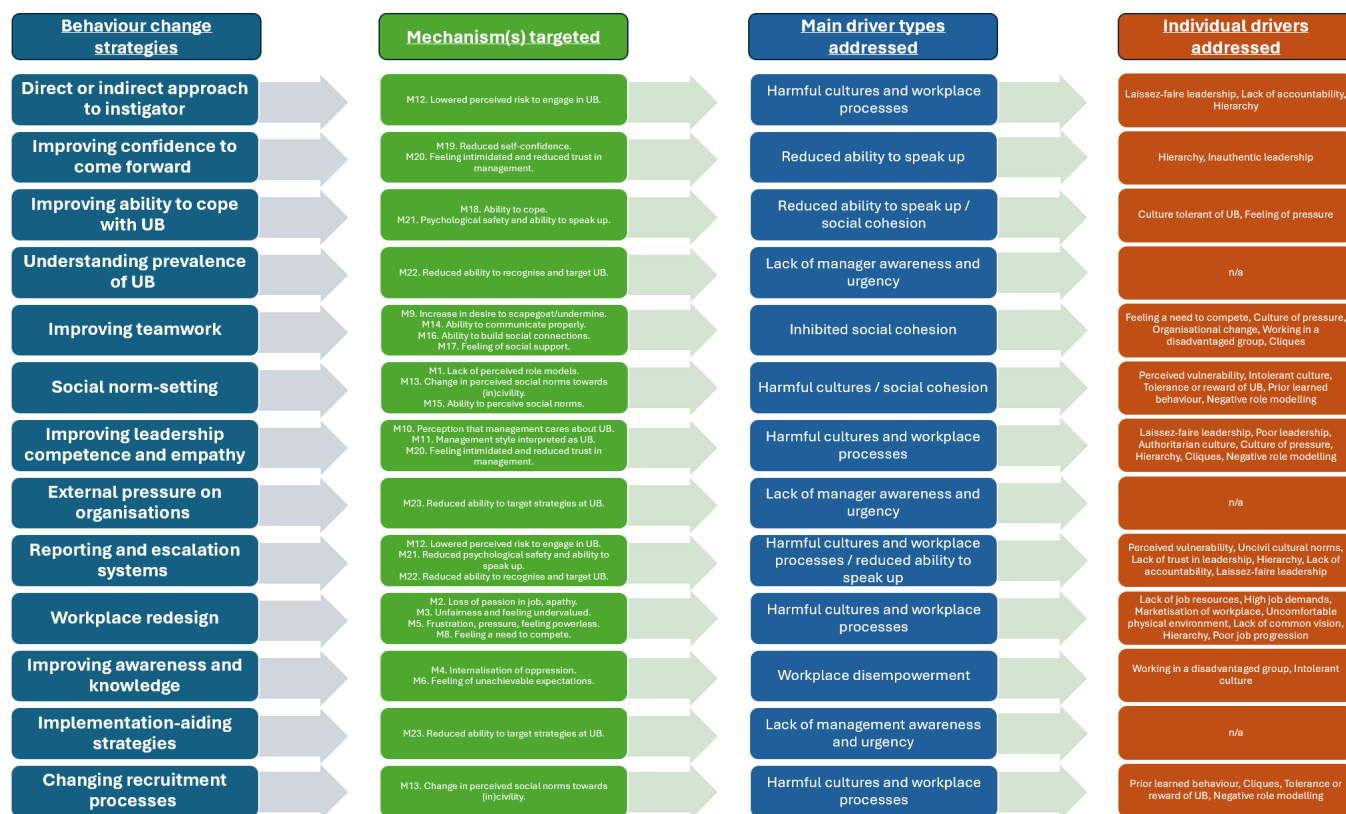 Behaviour change
strategies
Mechanism(s) targeted
Main driver types
addressed
Individual drivers
addressed
Direct or indirect approach
to instigator
M12. Lowered perceived risk to engage in UB.
Harmful cultures and workplace
processes
Laissez-faire leadership, Lack of accountability,
Hierarchy
Improving confidence to
come forward
M19. Reduced self-confidence.
M20. Feeling intimidated and reduced trust in
management.
Reduced ability to speak up
Hierarchy, Inauthentic leadership
Improving ability to cope
with UB
M18. Ability to cope.
M21. Psychological safety and ability to speak up.
Reduced ability to speak up /
social cohesion
Culture tolerant of UB, Feeling of pressure
Understanding prevalence
of UB
M22. Reduced ability to recognise and target UB.
Lack of manager awareness and
urgency
n/a
Improving teamwork
M9. Increase in desire to scapegoat/undermine.
M14. Ability to communicate properly.
M16. Ability to build social connections.
M17. Feeling of social support.
Inhibited social cohesion
Feeling a need to compete, Culture of pressure,
Organisational change, Working in a
disadvantaged group, Cliques
Social norm-setting
M1. Lack of perceived role models.
M13. Change in perceived social norms towards
(in)civility.
M15. Ability to perceive social norms.
Harmful cultures / social cohesion
Perceived vulnerability, Intolerant culture,
Tolerance or reward of UB, Prior learned
behaviour, Negative role modelling
Improving leadership
competence and empathy
M10. Perception that management cares about UB.
M11. Management style interpreted as UB.
M20. Feeling intimidated and reduced trust in
management.
Harmful cultures and workplace
processes
Laissez-faire leadership, Poor leadership,
Authoritarian culture, Culture of pressure,
Hierarchy, Cliques, Negative role modelling
External pressure on
organisations
M23. Reduced ability to target strategies at UB.
Lack of manager awareness and
urgency
n/a
Reporting and escalation
systems
M12. Lowered perceived risk to engage in UB.
M21. Reduced psychological safety and ability to
speak up.
M22. Reduced ability to recognise and target UB.
Harmful cultures and workplace
processes / reduced ability to
speak up
Perceived vulnerability, Uncivil cultural norms,
Lack of trust in leadership, Hierarchy, Lack of
accountability, Laissez-faire leadership
Workplace redesign
M2. Loss of passion in job, apathy.
M3. Unfairness and feeling undervalued.
M5. Frustration, pressure, feeling powerless.
M8. Feeling a need to compete.
Harmful cultures and workplace
processes
Lack of job resources, High job demands,
Marketisation of workplace, Uncomfortable
physical environment, Lack of common vision,
Hierarchy, Poor job progression
Improving awareness and
knowledge
M4. Internalisation of oppression.
M6. Feeling of unachievable expectations.
Workplace disempowerment
Working in a disadvantaged group, Intolerant
culture
Implementation-aiding
strategies
M23. Reduced ability to target strategies at UB.
Lack of management awareness
and urgency
n/a
Changing recruitment
processes
M13. Change in perceived social norms towards
(in)civility.
Harmful cultures and workplace
processes
Prior learned behaviour, Cliques, Tolerance or
reward of UB, Negative role modelling